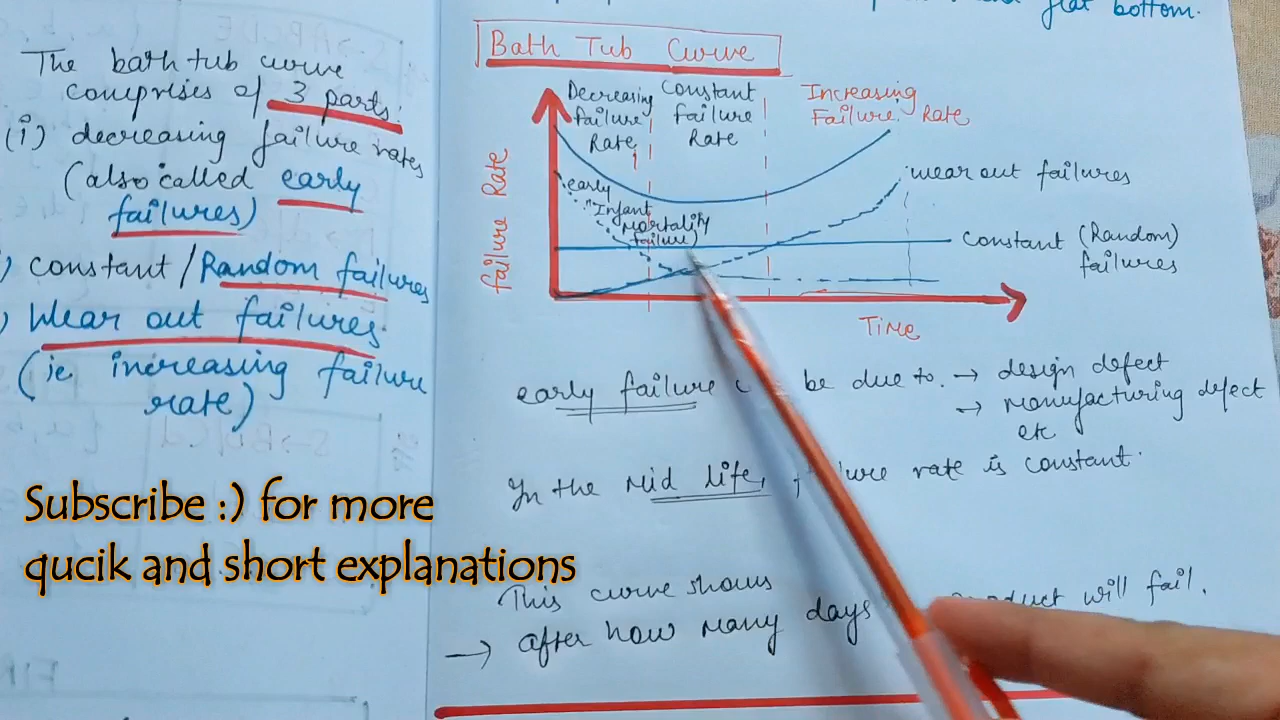 The bath tub curve
comprises of 3 parts:
(i) decreasing failure rates
(also called early
failures)
) constant/Random failures
) Wear out failures.
(ie increasing failure
rate)
Subscribe :) for more
qucik and short explanations
flat bottom.
Bath Tub Curve
Decreasing
failure
Rate
Constant
failure
Rate
Increasing
Failure Rate
Failure Rate
early
"Infant
mortality
failure)
wear out failures
constant (Random)
failures
Time
early failure be due to. → design defect
→ manufacturing defect
etc
In the Mid life, failure rate is constant.
This curve shows
→ after how many days product will fail.